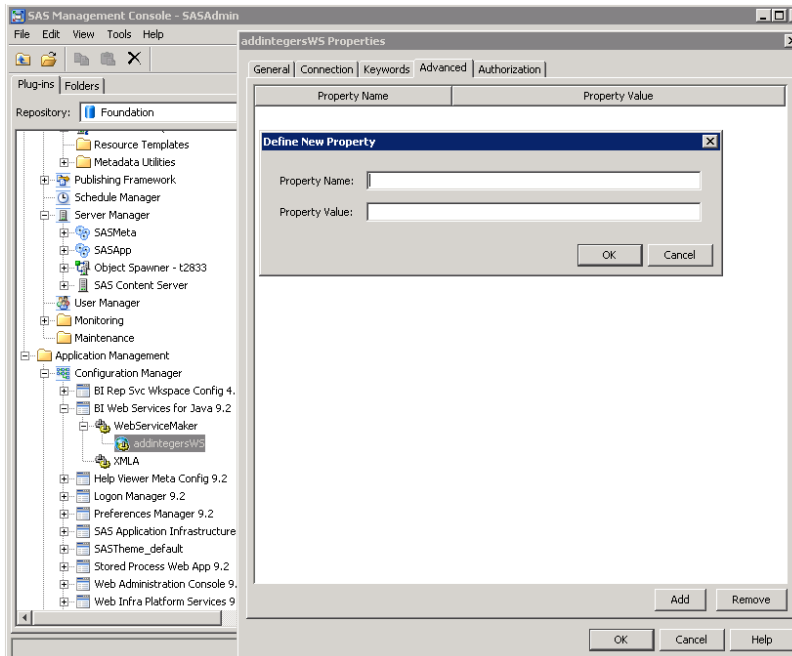 SAS Management Console - SASAdmin
File Edit View Tools Help
Plug-ins Folders
Repository: Foundation
Resource Templates
Metadata Utilities
Publishing Framework
Schedule Manager
Server Manager
SASMeta
SASApp
Object Spawner - t2833
SAS Content Server
User Manager
Monitoring
Maintenance
Application Management
Configuration Manager
BI Rep Svc Wkspace Config 4.
BI Web Services for Java 9.2
WebServiceMaker
addintegersWS
XMLA
Help Viewer Meta Config 9.2
Logon Manager 9.2
Preferences Manager 9.2
SAS Application Infrastructure
SASTheme_default
Stored Process Web App 9.2
Web Administration Console 9.
Web Infra Platform Services 9
addintegersWS Properties
General Connection Keywords Advanced Authorization
Property Name Property Value
Define New Property
Property Name:
Property Value:
OK Cancel
Add Remove
OK Cancel Help